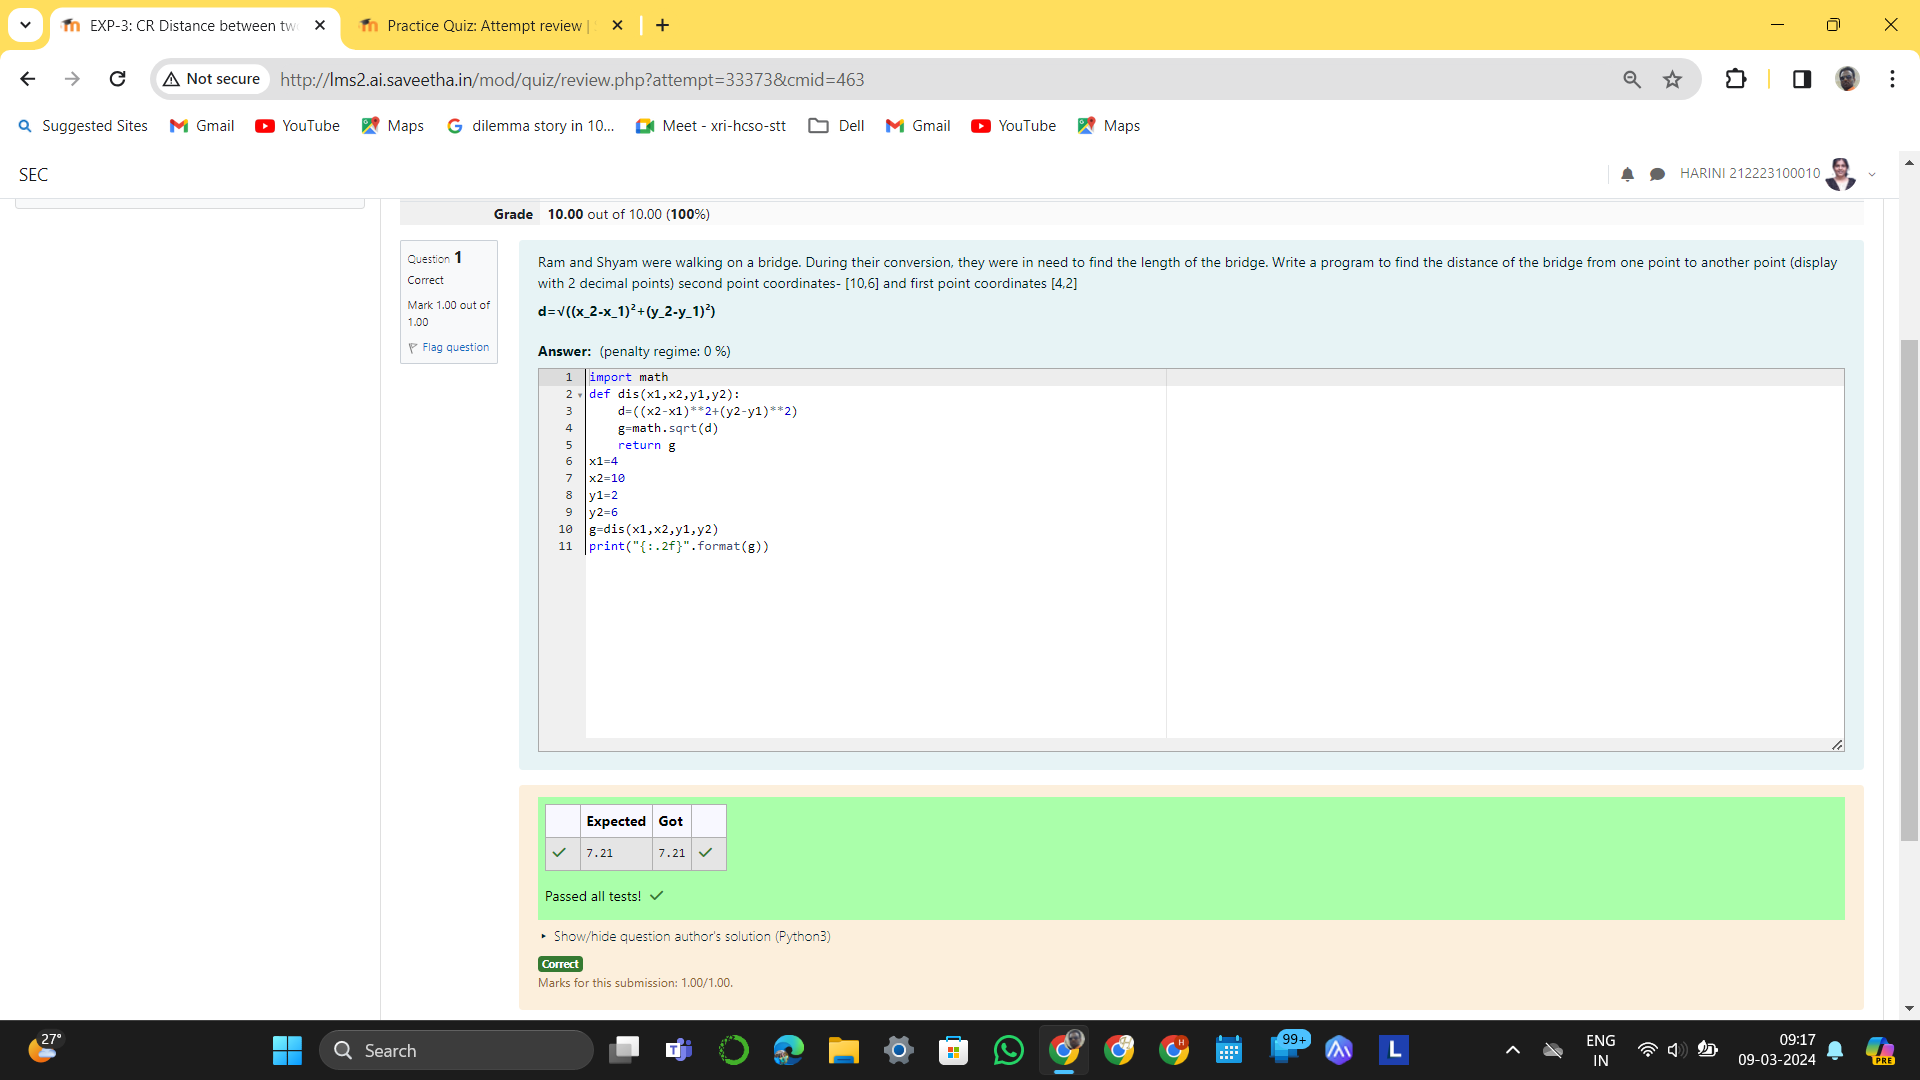 EXP-3: CR Distance between tw
Practice Quiz: Attempt review |
Not secure
http://lms2.ai.saveetha.in/mod/quiz/review.php?attempt=33373&cmid=463
Suggested Sites
Gmail
YouTube
Maps
dilemma story in 10...
Meet - xri-hcso-stt
Dell
Gmail
YouTube
Maps
SEC
HARINI 212223100010
Grade 10.00 out of 10.00 (100%)
Question 1
Correct
Mark 1.00 out of
1.00
Flag question
Ram and Shyam were walking on a bridge. During their conversion, they were in need to find the length of the bridge. Write a program to find the distance of the bridge from one point to another point (display
with 2 decimal points) second point coordinates- [10,6] and first point coordinates [4,2]
d=√((x_2-x_1)²+(y_2-y_1)²)
Answer: (penalty regime: 0 %)
1 import math
2 def dis(x1,x2,y1,y2):
3 d=((x2-x1)**2+(y2-y1)**2)
4 g=math.sqrt(d)
5 return g
6 x1=4
7 x2=10
8 y1=2
9 y2=6
10 g=dis(x1,x2,y1,y2)
11 print("{:.2f}".format(g))
Expected Got
7.21 7.21
Passed all tests!
Show/hide question author's solution (Python3)
Correct
Marks for this submission: 1.00/1.00.
27°
Search
H
99+
L
ENG
IN
09:17
09-03-2024
PRE